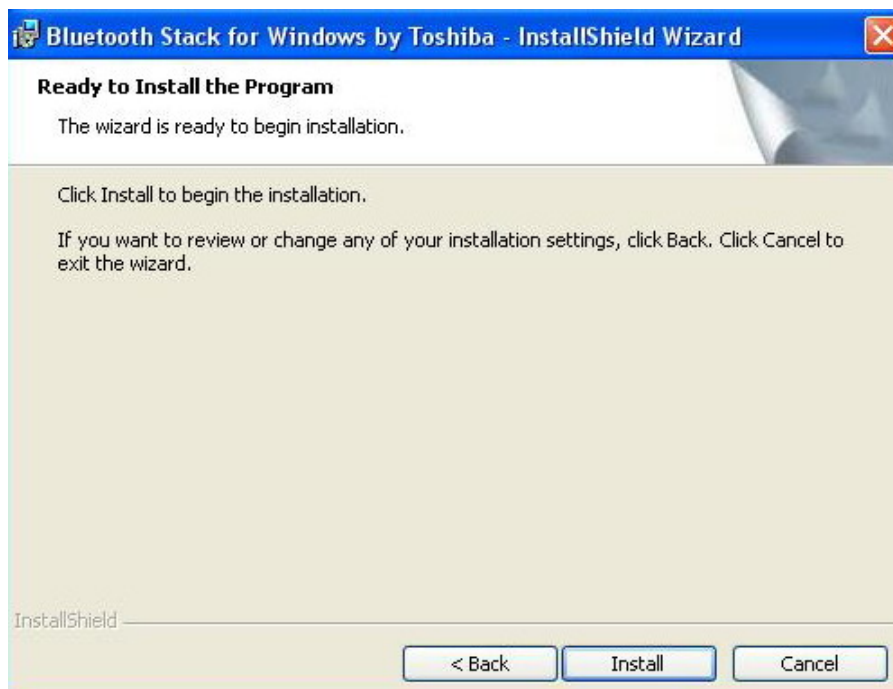 Bluetooth Stack for Windows by Toshiba - InstallShield Wizard
Ready to Install the Program
The wizard is ready to begin installation.
Click Install to begin the installation.
If you want to review or change any of your installation settings, click Back. Click Cancel to
exit the wizard.
InstallShield
< Back Install Cancel